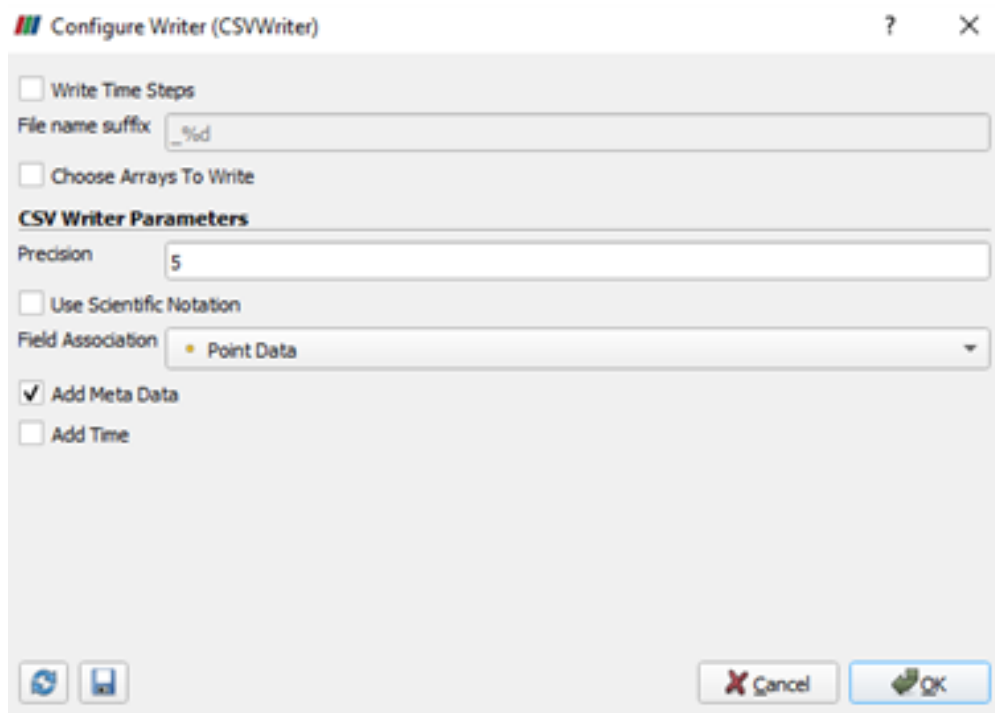 Configure Writer (CSVWriter) ?
Write Time Steps
File name suffix _%d
Choose Arrays To Write
CSV Writer Parameters
Precision 5
Use Scientific Notation
Field Association Point Data
Add Meta Data
Add Time
Cancel OK